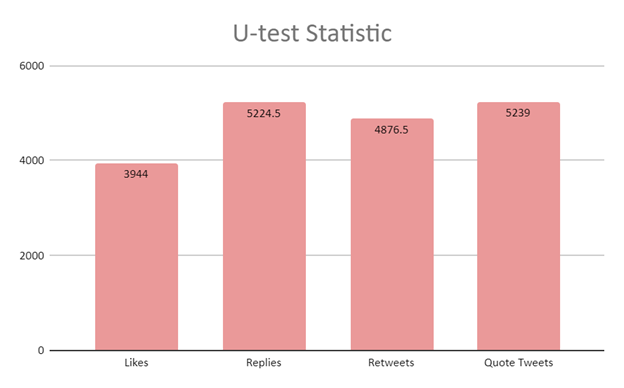 U-test Statistic
6000
4000
2000
0
3944
5224.5
4876.5
5239
Likes
Replies
Retweets
Quote Tweets